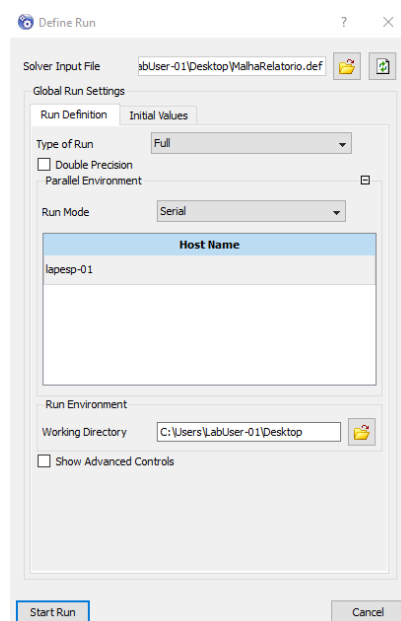 Define Run ? ×
Solver Input File abUser-01\Desktop\MalhaRelatorio.def
Global Run Settings
Run Definition Initial Values
Type of Run Full
Double Precision
Parallel Environment
Run Mode Serial
Host Name
lapesp-01
Run Environment
Working Directory C:\Users\LabUser-01\Desktop
Show Advanced Controls
Start Run Cancel